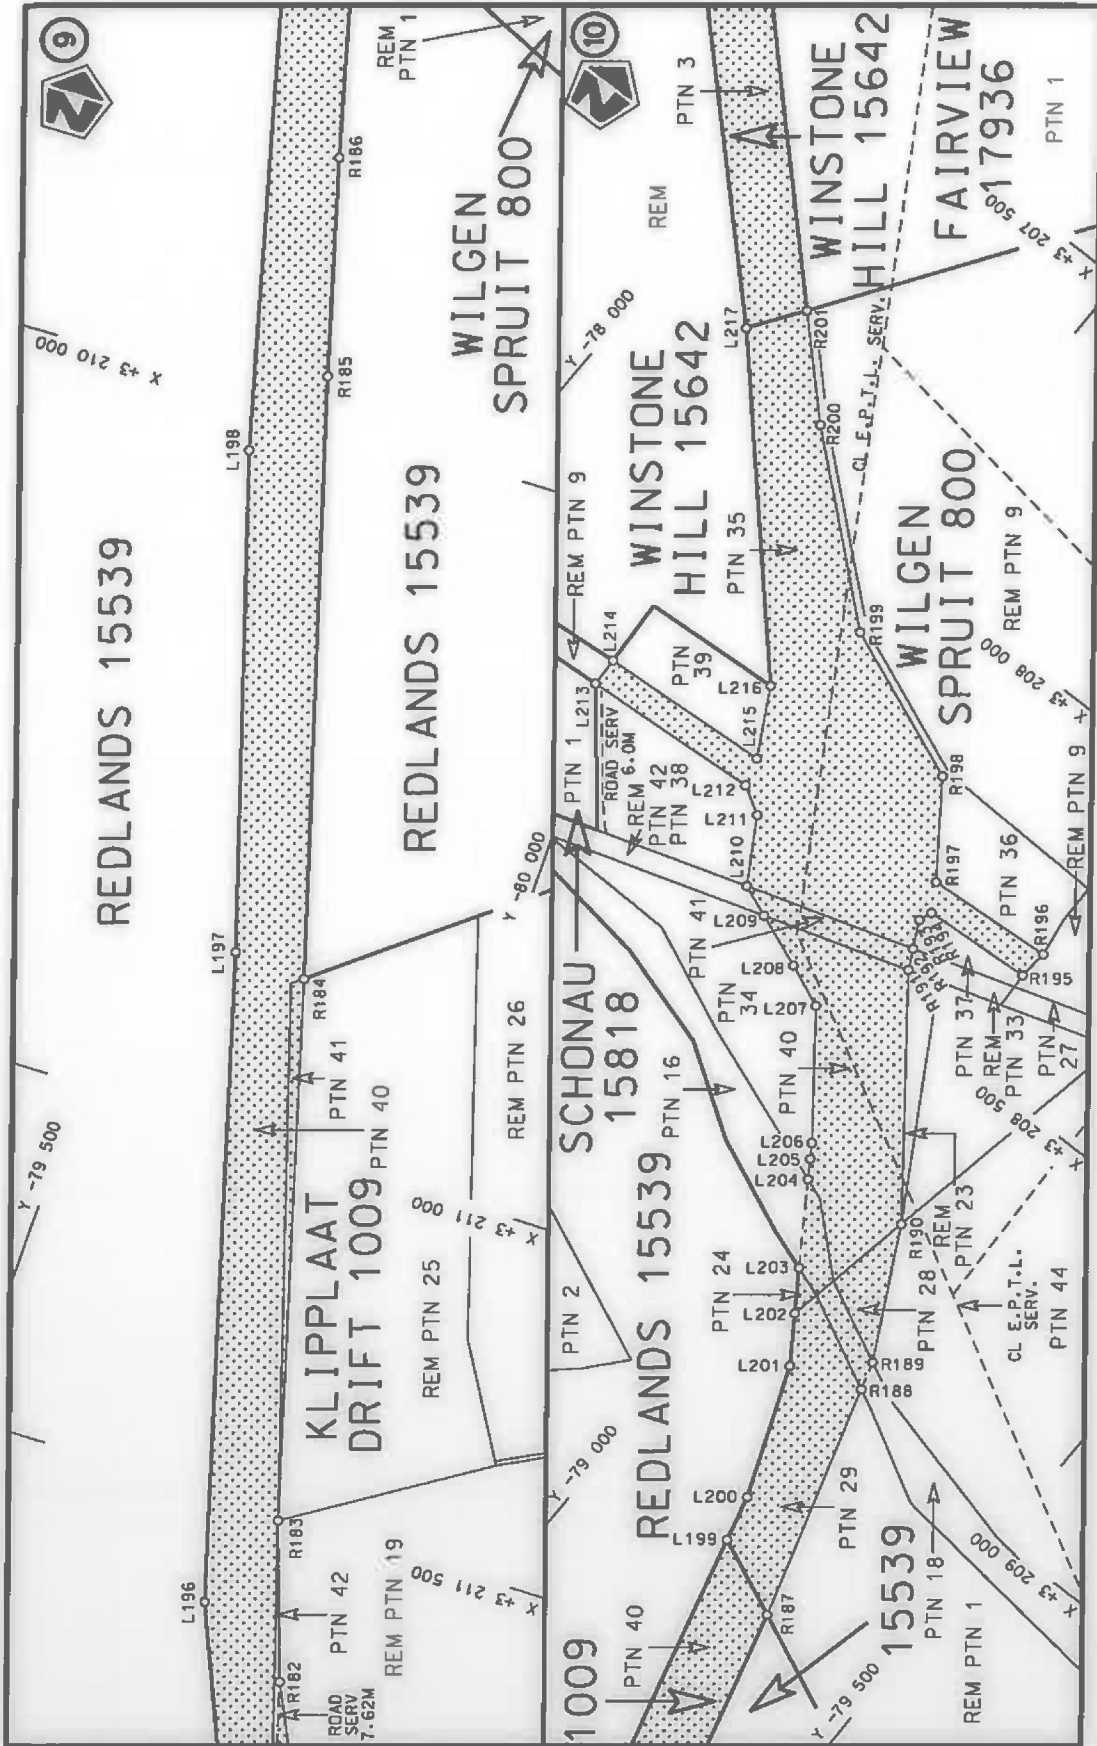 9
N
REDLANDS 15539
Y -79 500
X +3 210 000
L196
L197
L198
R182
R183
R184
R185
R186
ROAD
SERV
7.62M
PTN 42
REM PTN 19
X +3 211 500
KLIPPLAAT
DRIFT 1009
PTN 41
PTN 40
REM PTN 25
X +3 211 000
REM PTN 26
Y -80 000
REDLANDS 15539
WILGEN
SPRUIT 800
REM
PTN 1
10
N
1009
PTN 40
Y -79 000
PTN 2
REDLANDS 15539
SCHONAU
15818
PTN 16
PTN 1
ROAD SERV
6.0M
REM
PTN 42
PTN 38
REM PTN 9
PTN 39
WINSTONE
HILL 15642
Y -78 000
REM
PTN 3
PTN 24
PTN 40
PTN
34
PTN 41
PTN 35
L199
L200
L201
L202
L203
L204
L205
L206
L207
L208
L209
L210
L211
L212
L213
L214
L215
L216
L217
R187
R188
R189
R190
R191
R192
R193
R194
R195
R196
R197
R198
R199
R200
R201
WINSTONE
HILL 15642
CL E.P.T.L. SERV.
FAIRVIEW
17936
PTN 1
X +3 207 500
WILGEN
SPRUIT 800
REM PTN 9
X +3 208 000
PTN 36
REM PTN 9
PTN 37
REM
PTN 33
PTN
27
X +3 208 500
REM
PTN 23
PTN 28
CL E.P.T.L.
SERV.
PTN 44
PTN 29
15539
PTN 18
X +3 209 000
REM PTN 1
Y -79 500